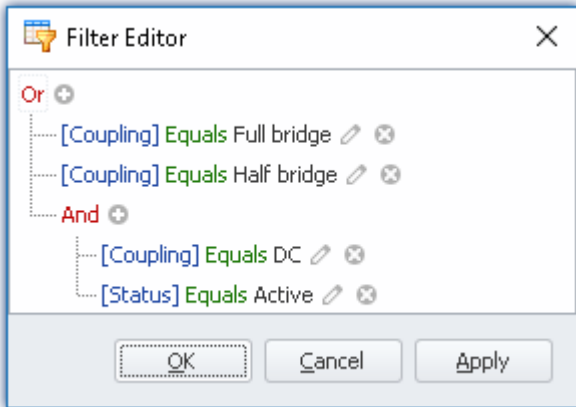 Filter Editor
Or
[Coupling] Equals Full bridge
[Coupling] Equals Half bridge
And
[Coupling] Equals DC
[Status] Equals Active
OK Cancel Apply